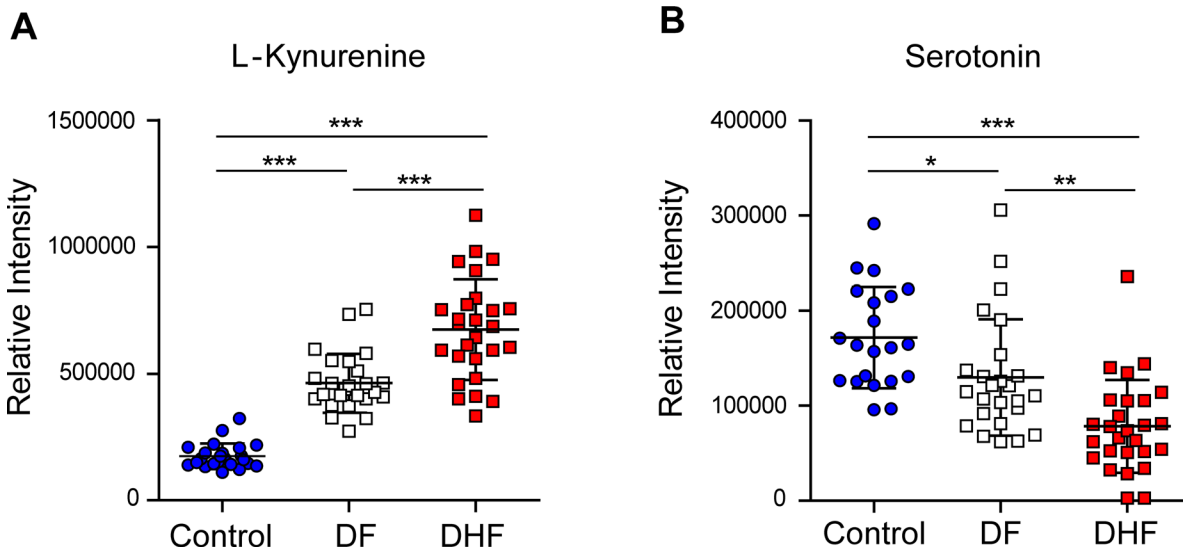 A
L-Kynurenine
Relative Intensity
1500000
1000000
500000
0
***
***
***
Control
DF
DHF
B
Serotonin
Relative Intensity
400000
300000
200000
100000
0
***
*
**
Control
DF
DHF